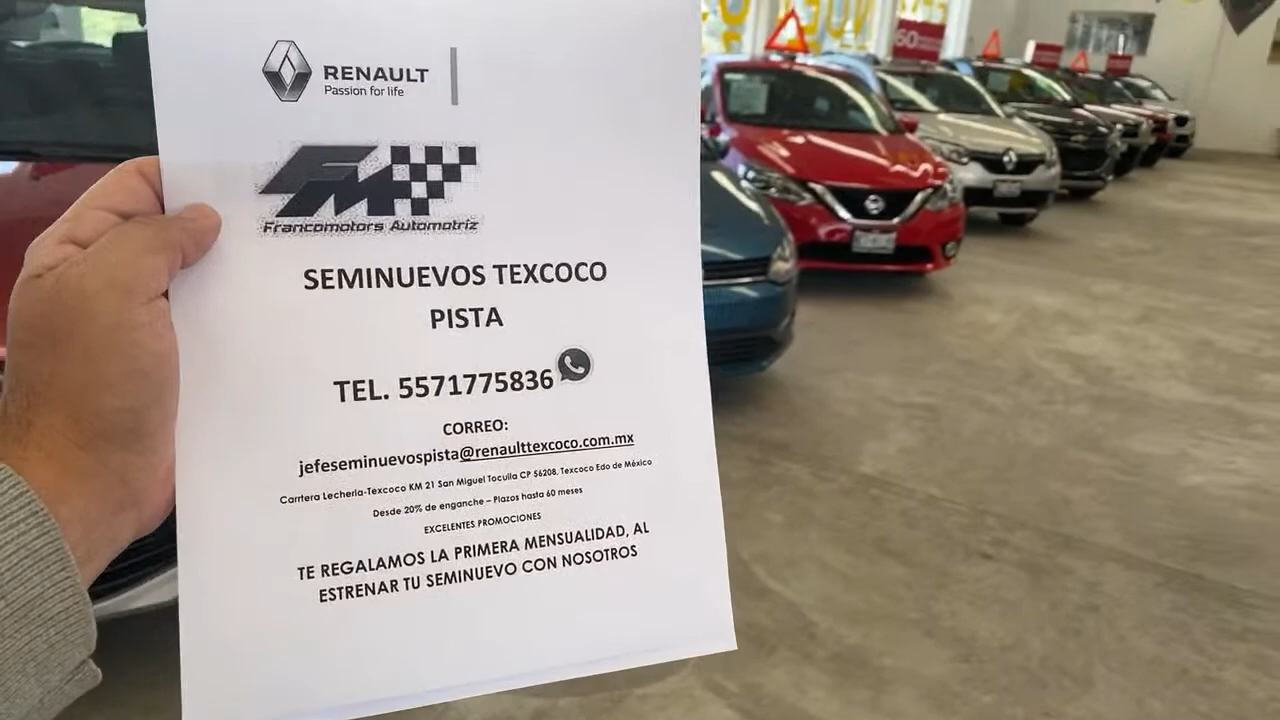 RENAULT
Passion for life
FM
Francomotors Automotriz
SEMINUEVOS TEXCOCO
PISTA
TEL. 5571775836
CORREO:
jefeseminuevospista@renaulttexcoco.com.mx
Carrtera Lecheria-Texcoco KM 21 San Miguel Tocuila CP 56208, Texcoco Edo de México
Desde 20% de enganche – Plazos hasta 60 meses
EXCELENTES PROMOCIONES
TE REGALAMOS LA PRIMERA MENSUALIDAD, AL
ESTRENAR TU SEMINUEVO CON NOSOTROS
60